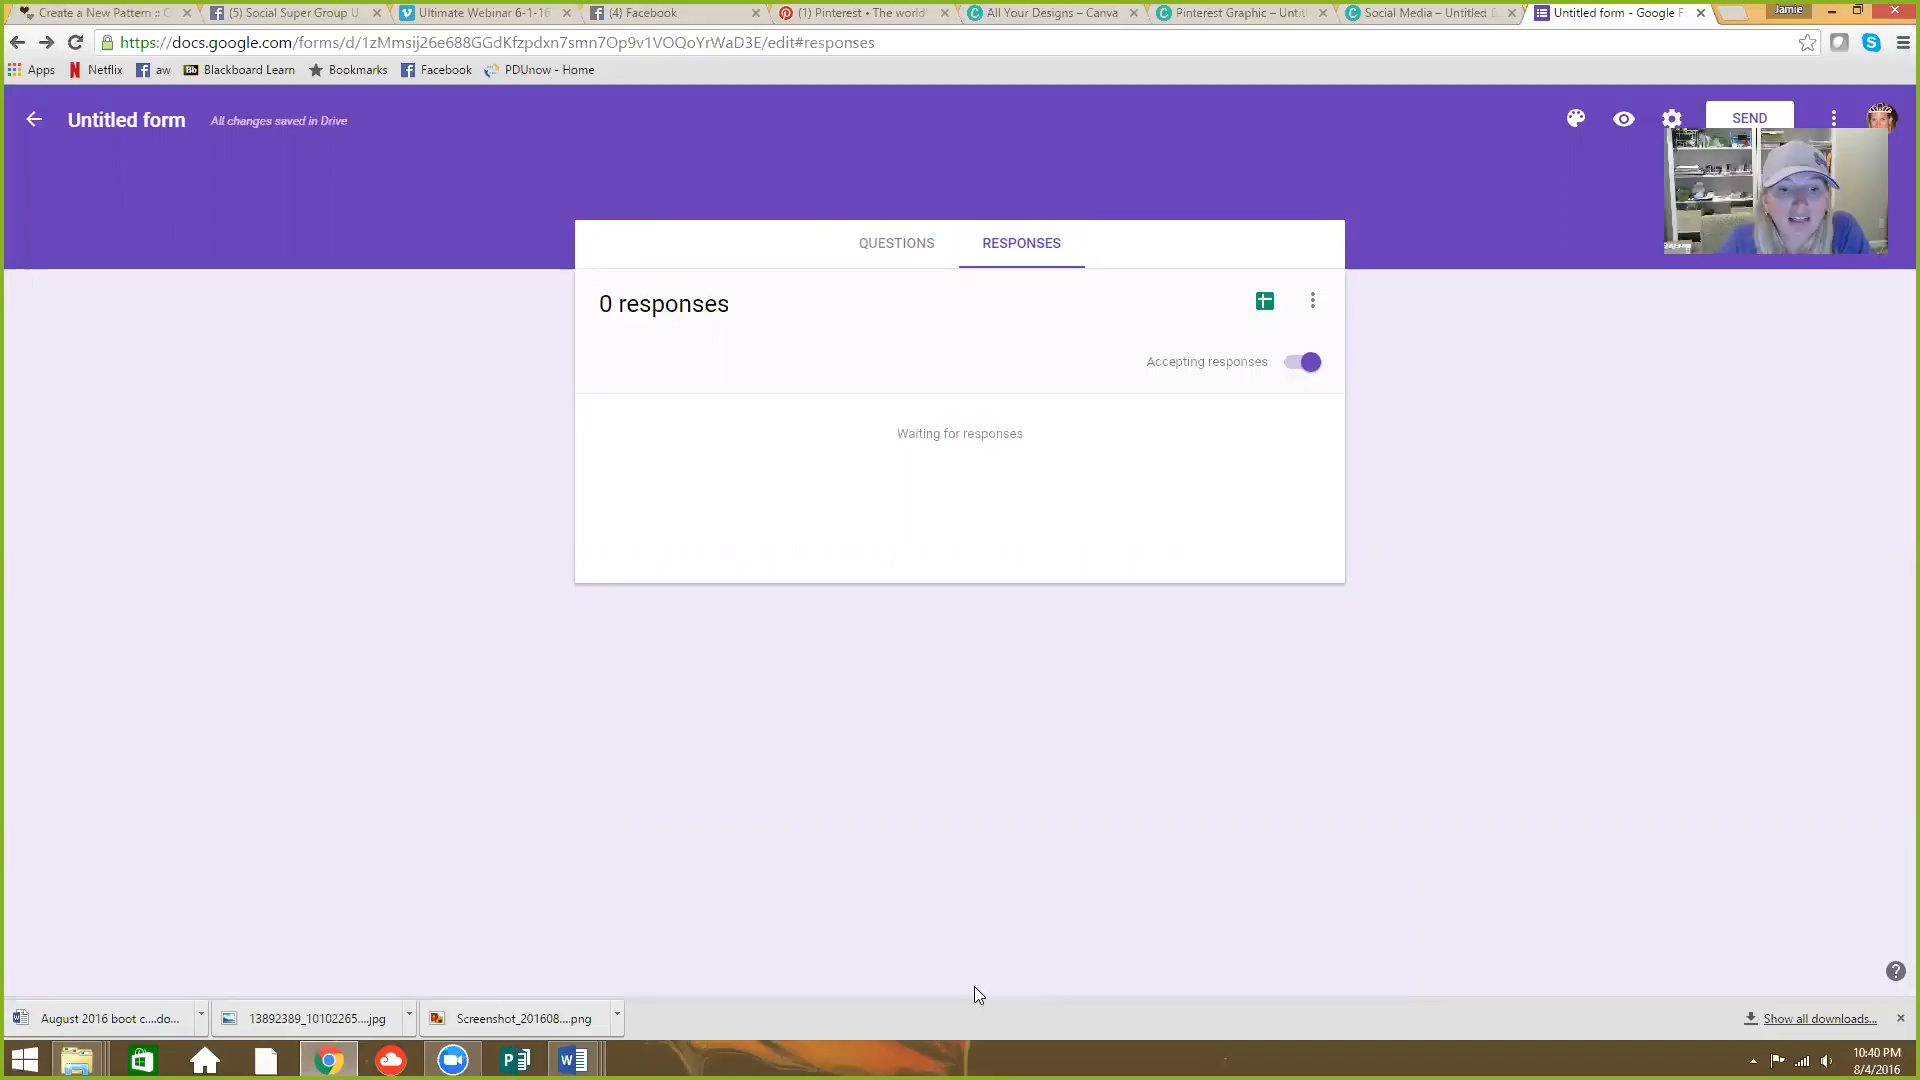 Create a New Pattern :: C
(5) Social Super Group U
Ultimate Webinar 6-1-16
(4) Facebook
(1) Pinterest • The world'
All Your Designs – Canva
Pinterest Graphic – Untit
Social Media – Untitled D
Untitled form - Google F
Jamie
https://docs.google.com/forms/d/1zMmsij26e688GGdKfzpdxn7smn7Op9v1VOQoYrWaD3E/edit#responses
Apps
Netflix
aw
Bb
Blackboard Learn
Bookmarks
Facebook
PDUnow - Home
Untitled form
All changes saved in Drive
SEND
QUESTIONS
RESPONSES
0 responses
Accepting responses
Waiting for responses
August 2016 boot c....do...
13892389_10102265....jpg
Screenshot_201608....png
Show all downloads...
10:40 PM
8/4/2016